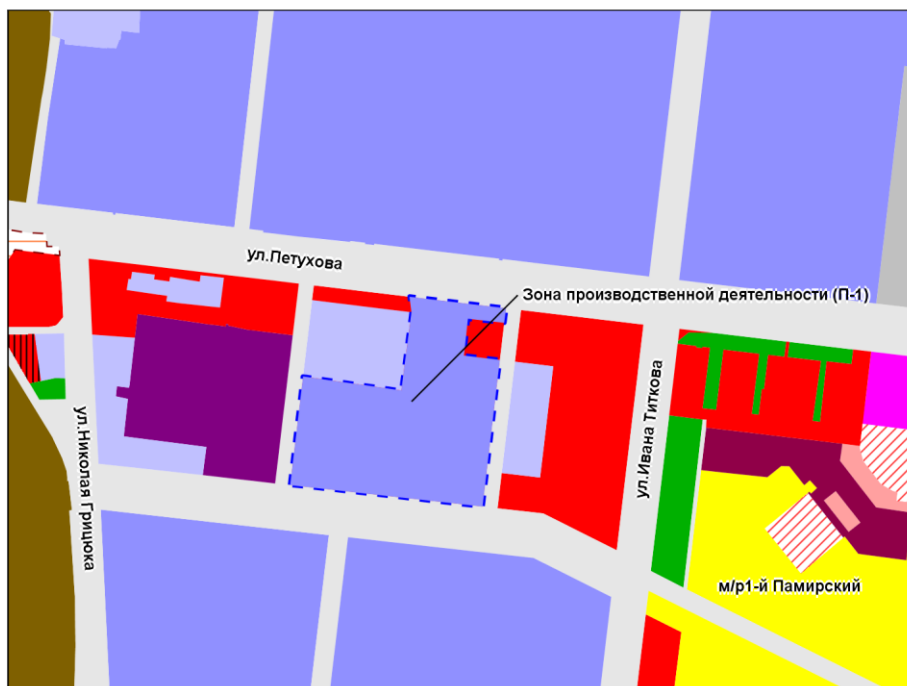 ул.Петухова
Зона производственной деятельности (П-1)
ул.Ивана Титкова
ул.Николая Грицюка
м/р1-й Памирский